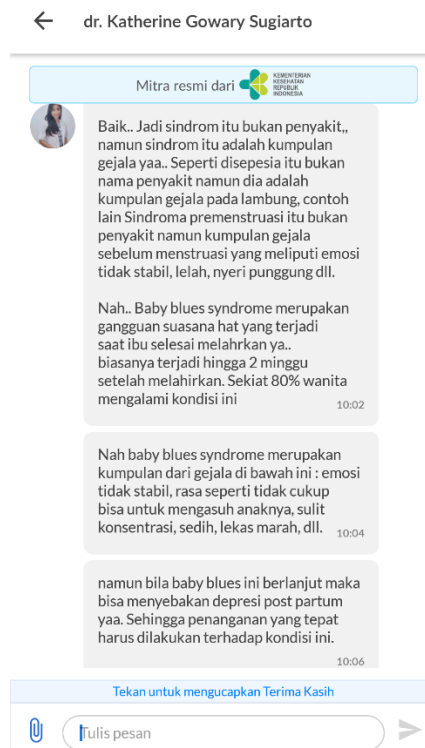 dr. Katherine Gowary Sugiarto
Mitra resmi dari
KEMENTERIAN
KESEHATAN
REPUBLIK
INDONESIA
Baik.. Jadi sindrom itu bukan penyakit,,
namun sindrom itu adalah kumpulan
gejala yaa.. Seperti disepesia itu bukan
nama penyakit namun dia adalah
kumpulan gejala pada lambung, contoh
lain Sindroma premenstruasi itu bukan
penyakit namun kumpulan gejala
sebelum menstruasi yang meliputi emosi
tidak stabil, lelah, nyeri punggung dll.
Nah.. Baby blues syndrome merupakan
gangguan suasana hat yang terjadi
saat ibu selesai melahrkan ya..
biasanya terjadi hingga 2 minggu
setelah melahirkan. Sekiat 80% wanita
mengalami kondisi ini
10:02
Nah baby blues syndrome merupakan
kumpulan dari gejala di bawah ini : emosi
tidak stabil, rasa seperti tidak cukup
bisa untuk mengasuh anaknya, sulit
konsentrasi, sedih, lekas marah, dll.
10:04
namun bila baby blues ini berlanjut maka
bisa menyebakan depresi post partum
yaa. Sehingga penanganan yang tepat
harus dilakukan terhadap kondisi ini.
10:06
Tekan untuk mengucapkan Terima Kasih
Tulis pesan